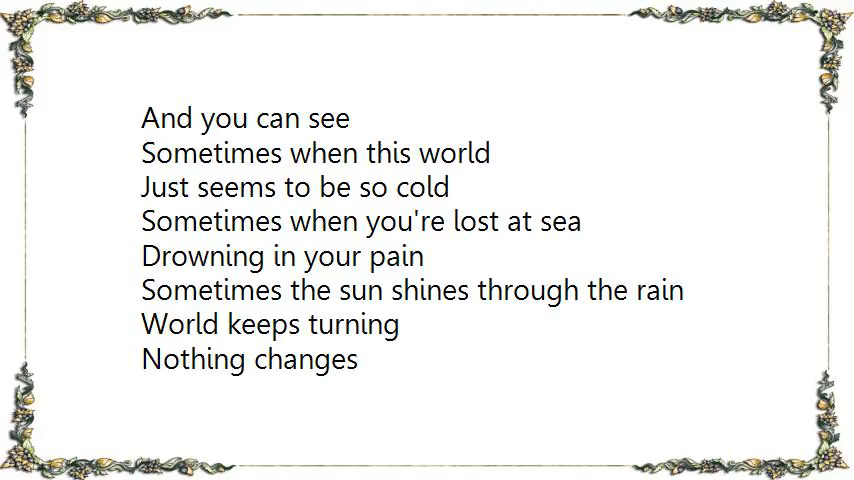 And you can see
Sometimes when this world
Just seems to be so cold
Sometimes when you're lost at sea
Drowning in your pain
Sometimes the sun shines through the rain
World keeps turning
Nothing changes